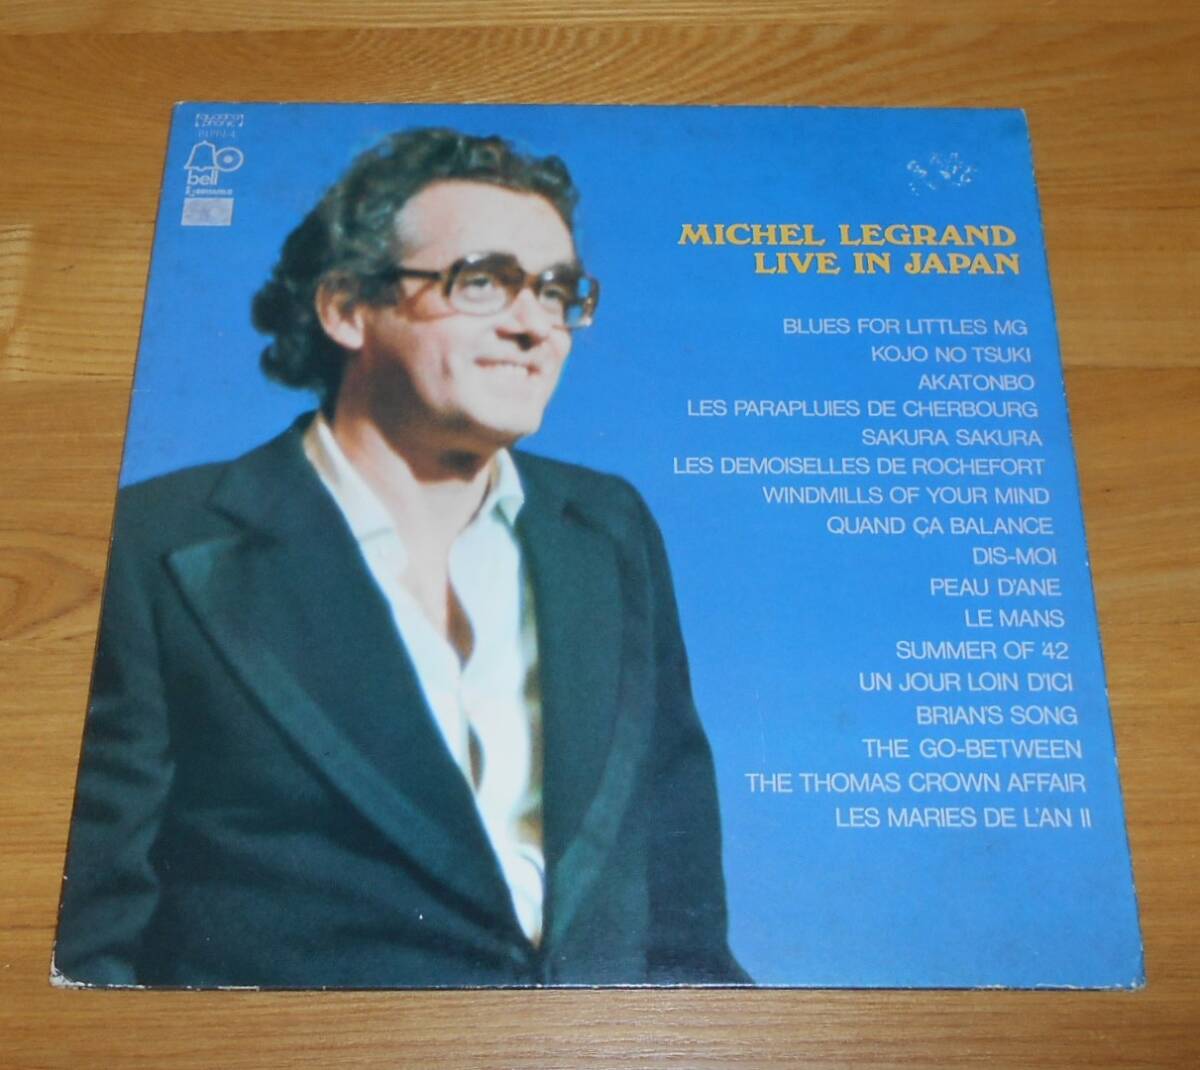 quadra
phonic
bell
MICHEL LEGRAND
LIVE IN JAPAN
BLUES FOR LITTLES MG
KOJO NO TSUKI
AKATONBO
LES PARAPLUIES DE CHERBOURG
SAKURA SAKURA
LES DEMOISELLES DE ROCHEFORT
WINDMILLS OF YOUR MIND
QUAND ÇA BALANCE
DIS-MOI
PEAU D'ANE
LE MANS
SUMMER OF '42
UN JOUR LOIN D'ICI
BRIAN'S SONG
THE GO-BETWEEN
THE THOMAS CROWN AFFAIR
LES MARIES DE L'AN II